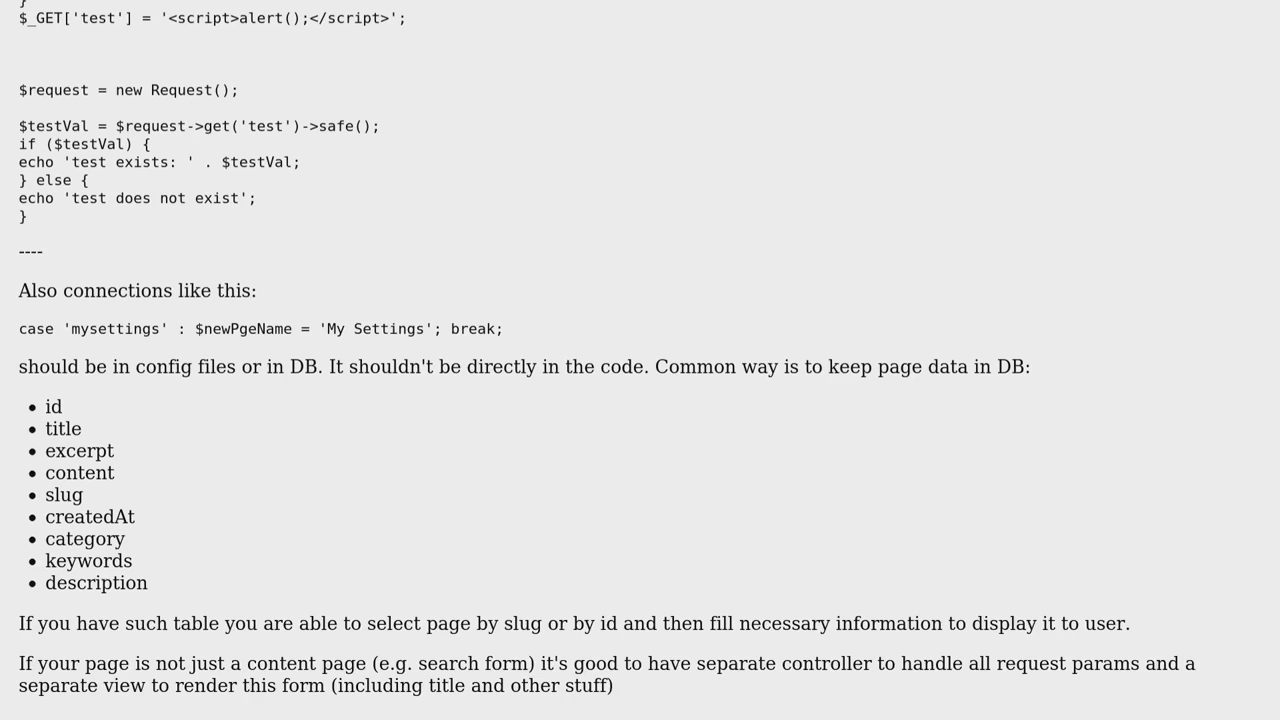 }
$_GET['test'] = '<script>alert();</script>';
$request = new Request();
$testVal = $request->get('test')->safe();
if ($testVal) {
echo 'test exists: ' . $testVal;
} else {
echo 'test does not exist';
}
----
Also connections like this:
case 'mysettings' : $newPgeName = 'My Settings'; break;
should be in config files or in DB. It shouldn't be directly in the code. Common way is to keep page data in DB:
• id
• title
• excerpt
• content
• slug
• createdAt
• category
• keywords
• description
If you have such table you are able to select page by slug or by id and then fill necessary information to display it to user.
If your page is not just a content page (e.g. search form) it's good to have separate controller to handle all request params and a
separate view to render this form (including title and other stuff)